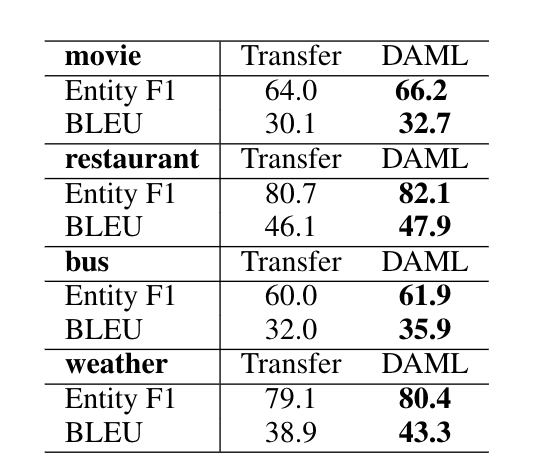 movie Transfer DAML
Entity F1 64.0 66.2
BLEU 30.1 32.7
restaurant Transfer DAML
Entity F1 80.7 82.1
BLEU 46.1 47.9
bus Transfer DAML
Entity F1 60.0 61.9
BLEU 32.0 35.9
weather Transfer DAML
Entity F1 79.1 80.4
BLEU 38.9 43.3